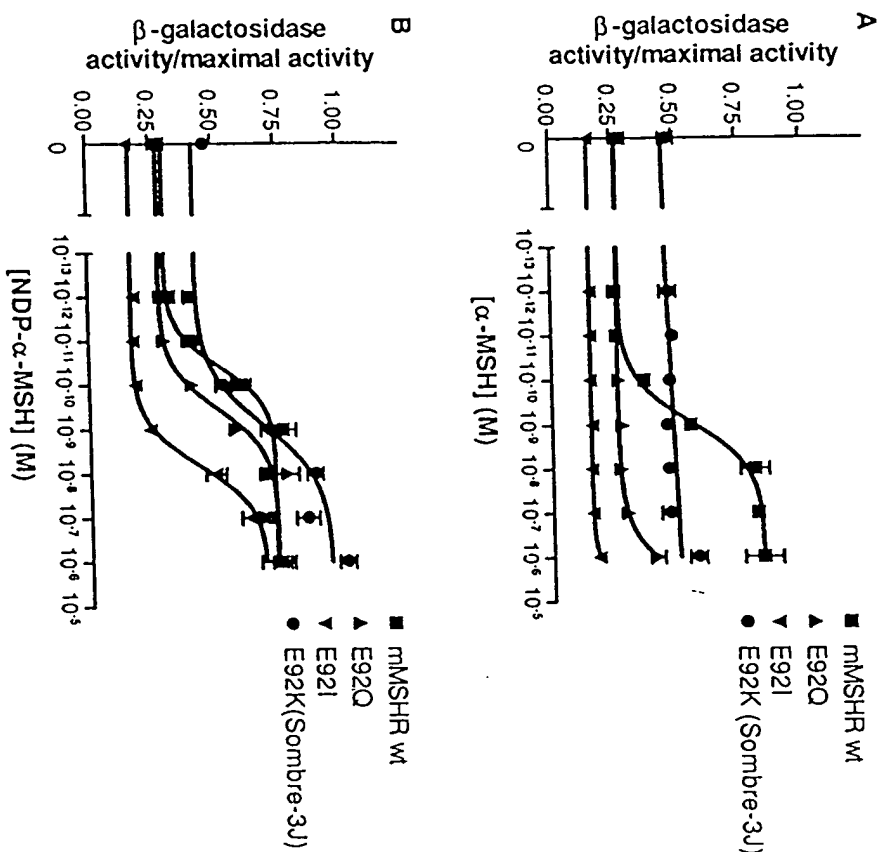 A
β-galactosidase
activity/maximal activity
1.00
0.75
0.50
0.25
0.00
0
10⁻¹³
10⁻¹²
10⁻¹¹
10⁻¹⁰
10⁻⁹
10⁻⁸
10⁻⁷
10⁻⁶
10⁻⁵
[α-MSH] (M)
mMSHR wt
E92Q
E92I
E92K (Sombre-3J)
B
β-galactosidase
activity/maximal activity
1.00
0.75
0.50
0.25
0.00
0
10⁻¹³
10⁻¹²
10⁻¹¹
10⁻¹⁰
10⁻⁹
10⁻⁸
10⁻⁷
10⁻⁶
10⁻⁵
[NDP-α-MSH] (M)
mMSHR wt
E92Q
E92I
E92K(Sombre-3J)